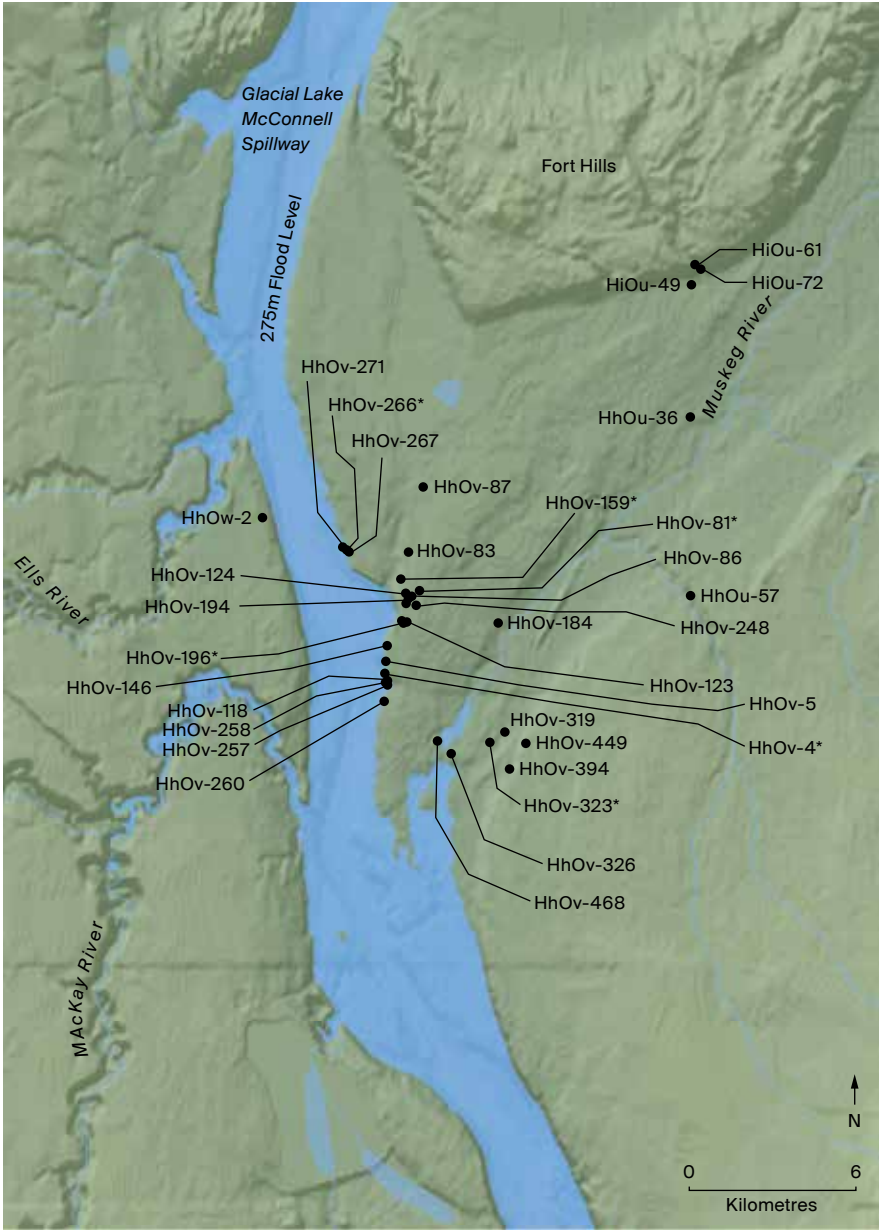 Glacial Lake
McConnell
Spillway
Fort Hills
275m Flood Level
HiOu-61
HiOu-72
HiOu-49
Muskeg River
HhOv-271
HhOv-266*
HhOv-267
HhOu-36
HhOv-87
HhOv-159*
HhOw-2
HhOv-81*
HhOv-83
HhOv-86
Ells River
HhOv-124
HhOv-194
HhOu-57
HhOv-184
HhOv-248
HhOv-196*
HhOv-146
HhOv-123
HhOv-5
HhOv-118
HhOv-258
HhOv-257
HhOv-319
HhOv-449
HhOv-4*
HhOv-394
HhOv-260
HhOv-323*
HhOv-326
HhOv-468
MAcKay River
N
0 6
Kilometres